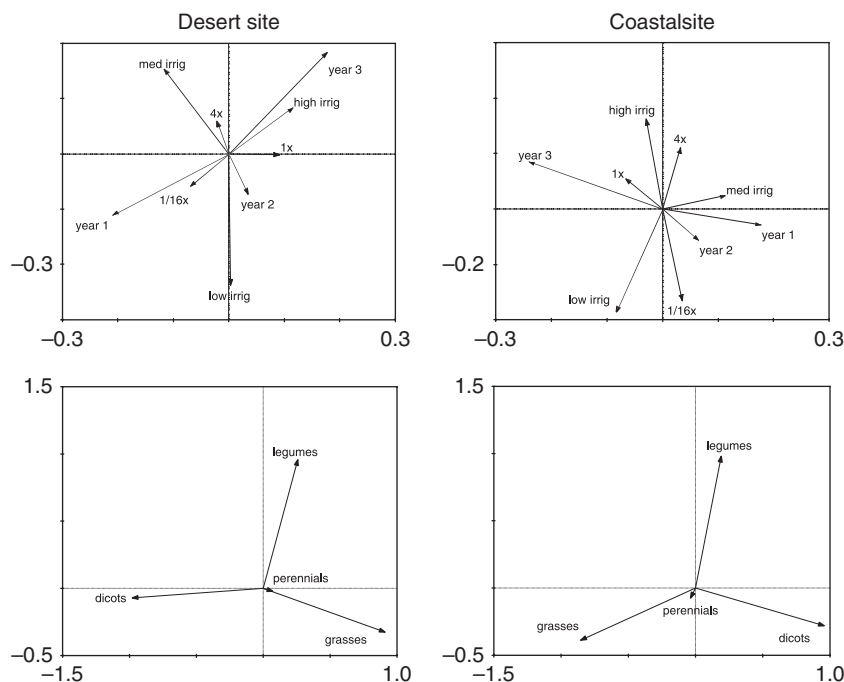 Desert site
Coastalsite
med irrig
year 3
4x
high irrig
1x
1/16x
year 2
year 1
low irrig
–0.3
–0.3
0.3
high irrig
4x
year 3
1x
med irrig
year 1
year 2
low irrig
1/16x
–0.2
–0.3
0.3
1.5
legumes
perennials
dicots
grasses
–0.5
–1.5
1.0
1.5
legumes
perennials
grasses
dicots
–0.5
–1.5
1.0